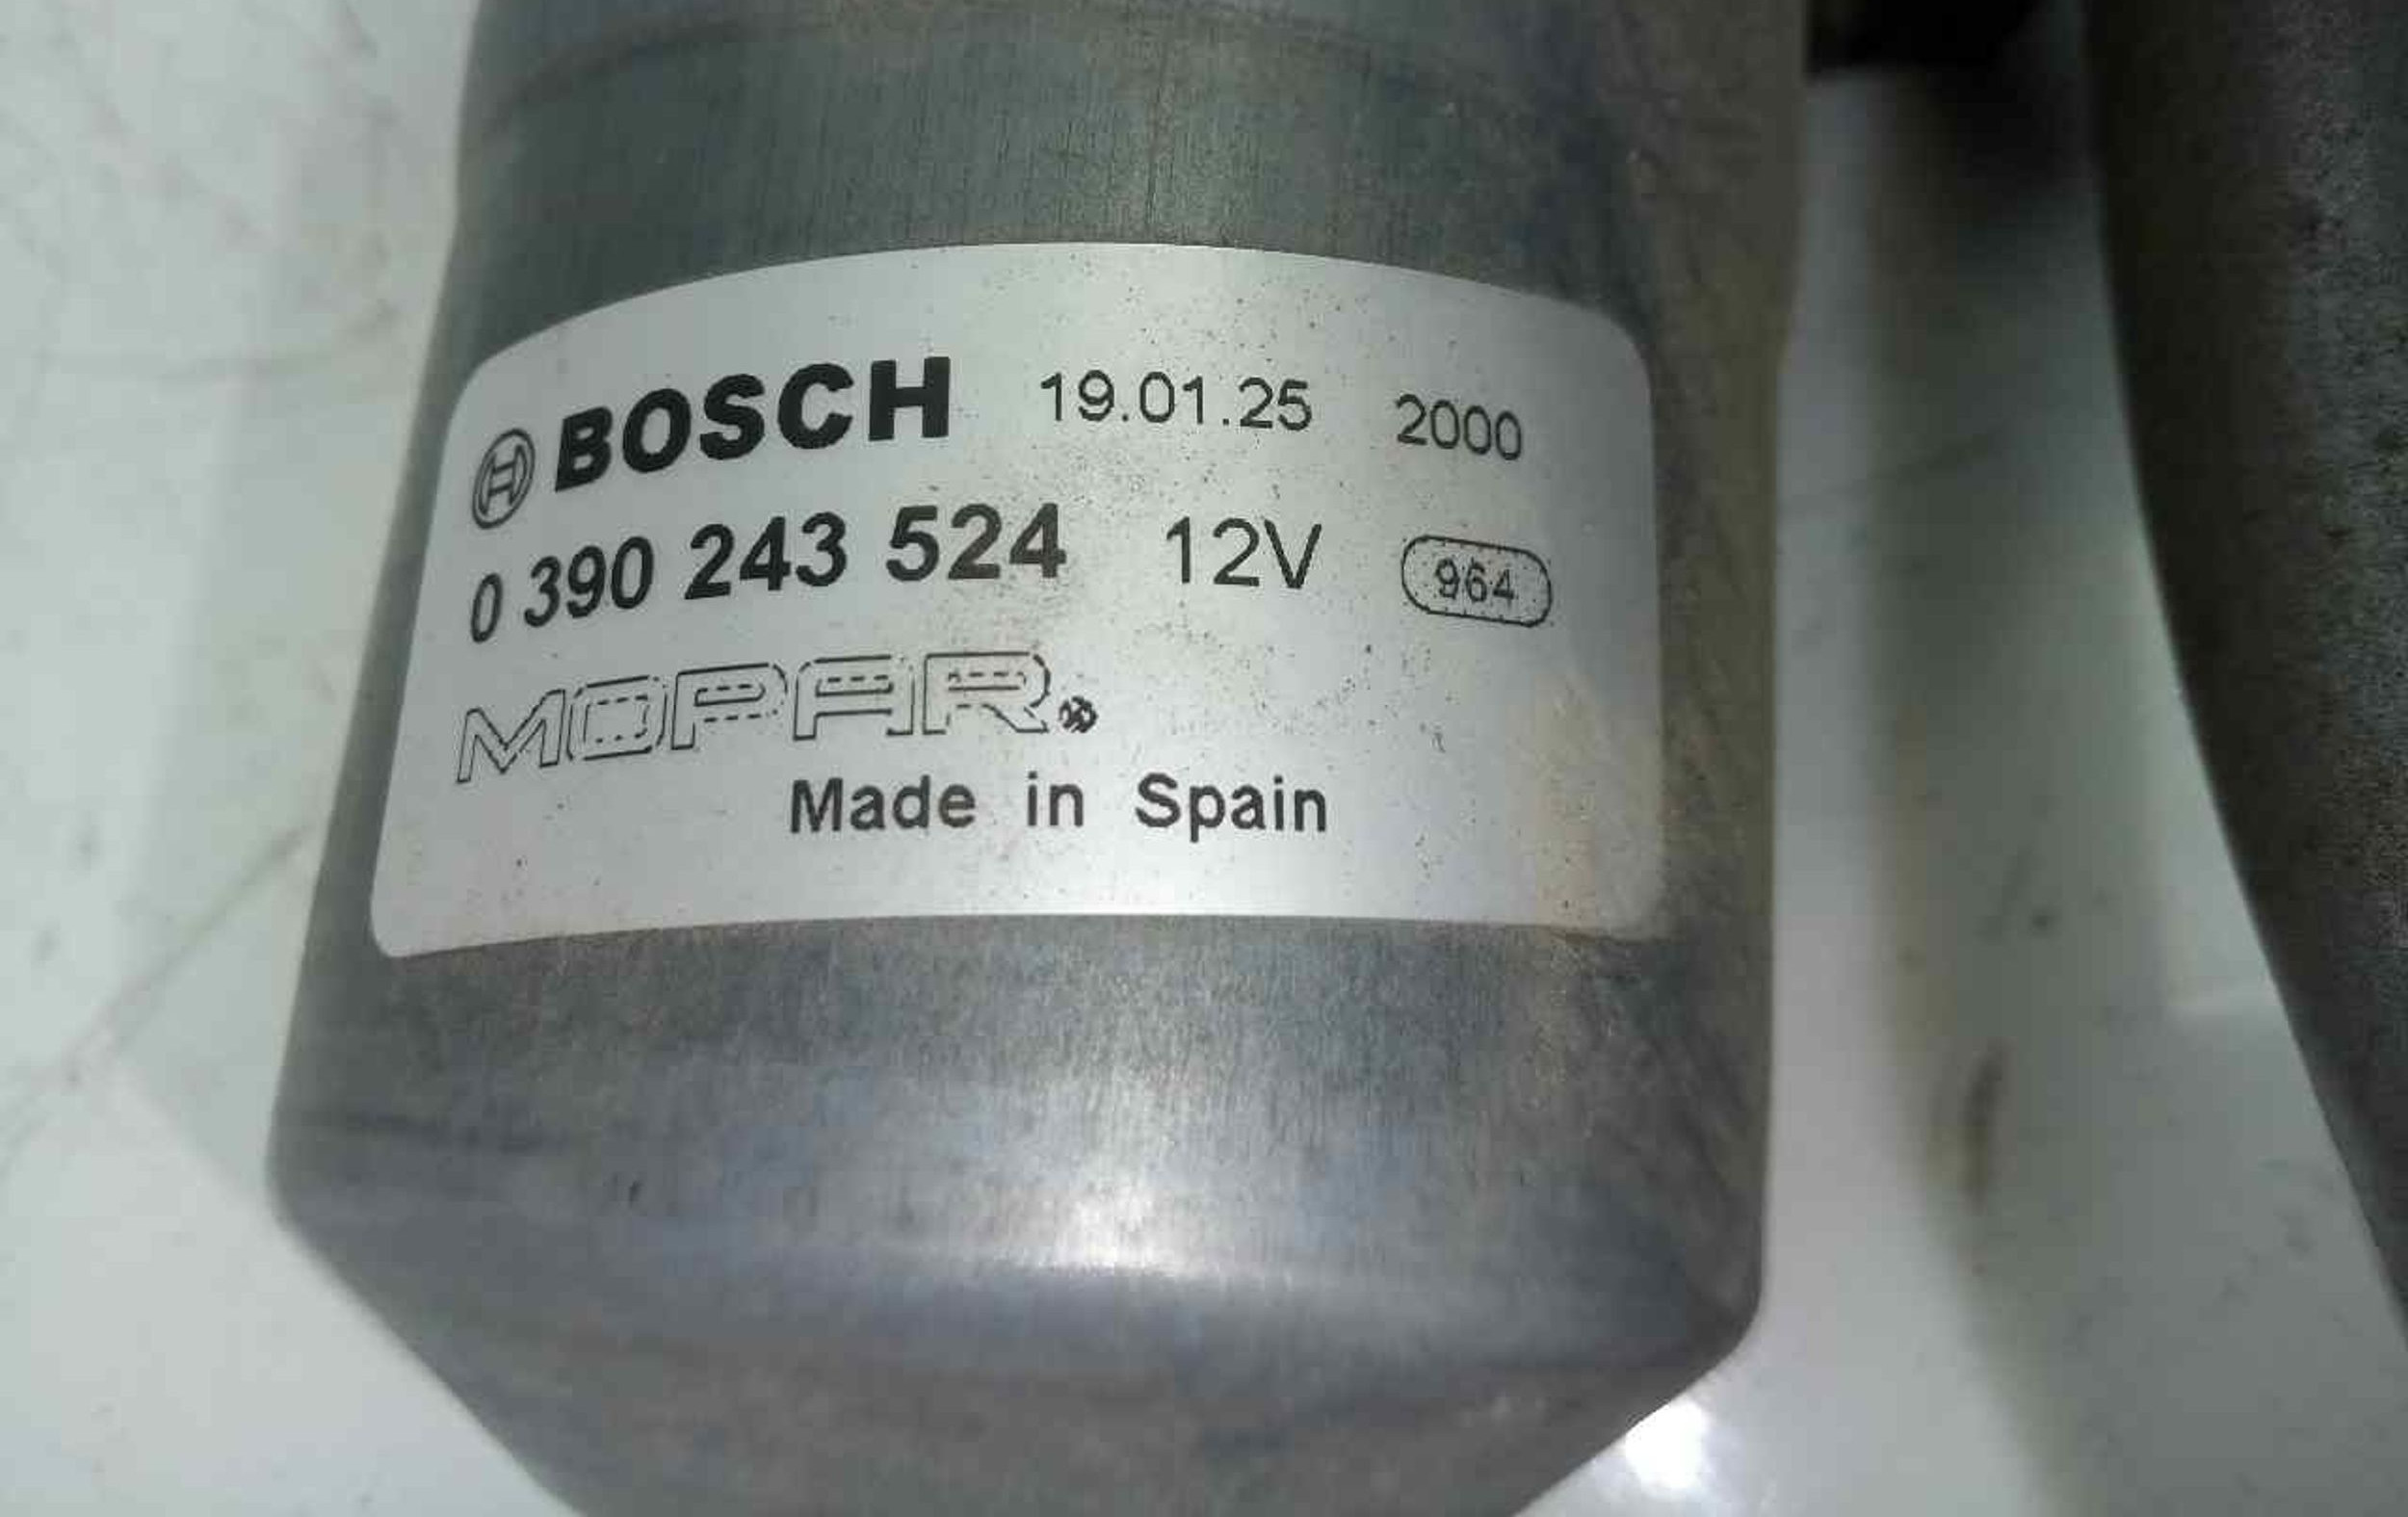 BOSCH 19.01.25 2000
0 390 243 524 12V 964
MOPAR
Made in Spain